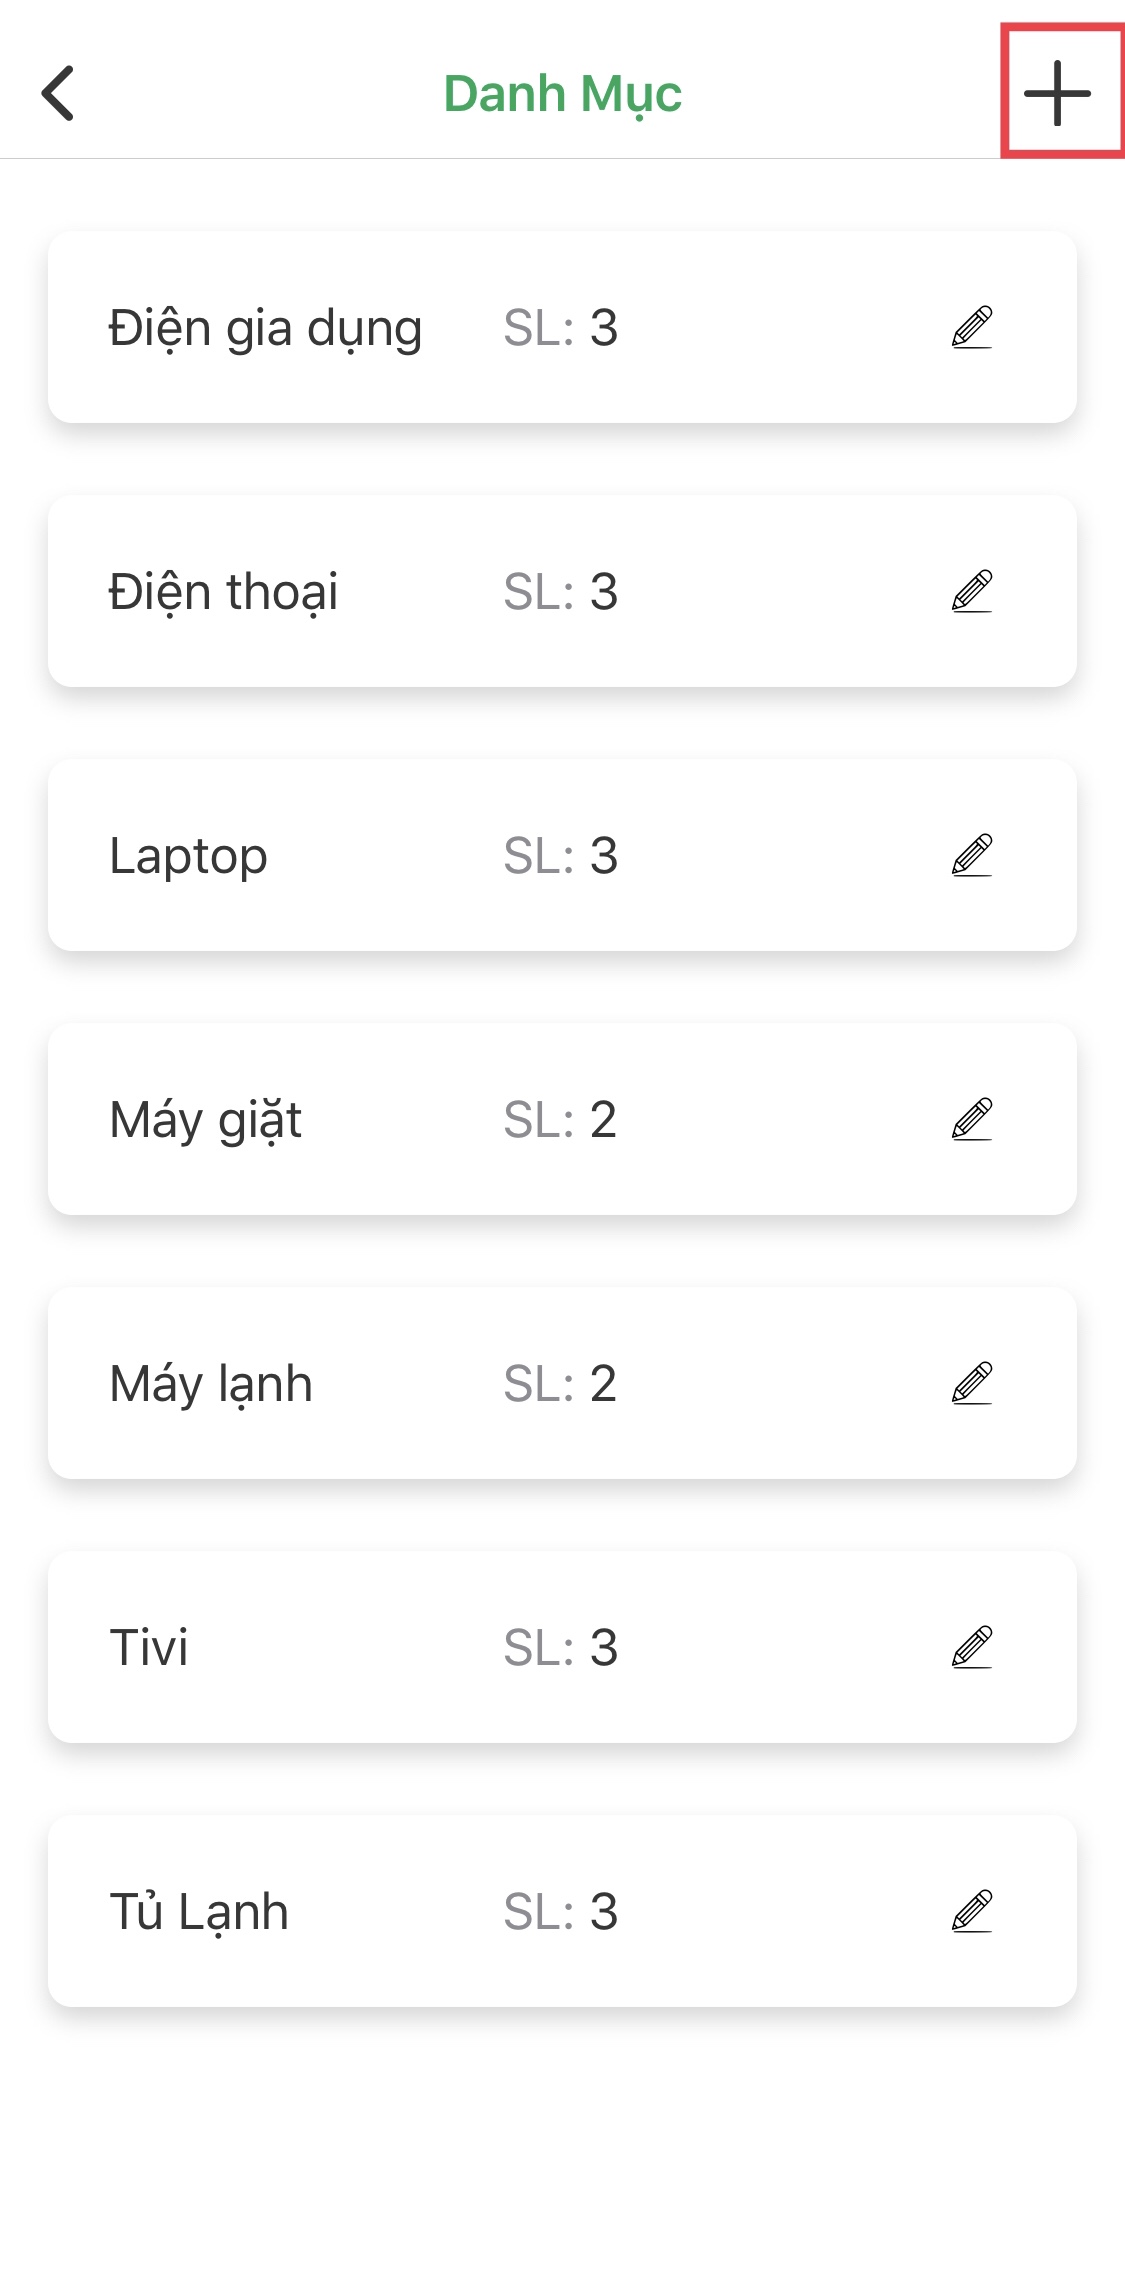 Danh Mục
Điện gia dụng SL: 3
Điện thoại SL: 3
Laptop SL: 3
Máy giặt SL: 2
Máy lạnh SL: 2
Tivi SL: 3
Tủ Lạnh SL: 3